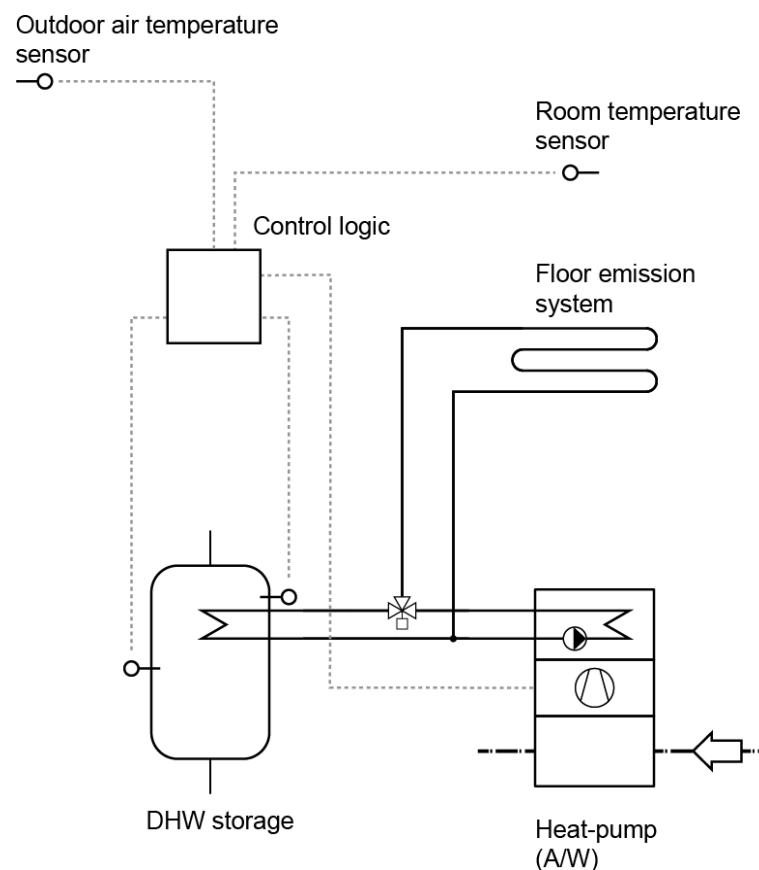 Outdoor air temperature
sensor
Room temperature
sensor
Control logic
Floor emission
system
DHW storage
Heat-pump
(A/W)